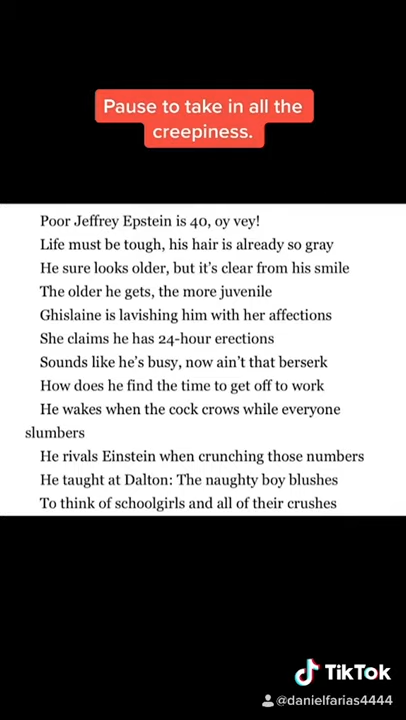 Pause to take in all the
creepiness.
Poor Jeffrey Epstein is 40, oy vey!
Life must be tough, his hair is already so gray
He sure looks older, but it's clear from his smile
The older he gets, the more juvenile
Ghislaine is lavishing him with her affections
She claims he has 24-hour erections
Sounds like he's busy, now ain't that berserk
How does he find the time to get off to work
He wakes when the cock crows while everyone
slumbers
He rivals Einstein when crunching those numbers
He taught at Dalton: The naughty boy blushes
To think of schoolgirls and all of their crushes
TikTok
@danielfarias4444